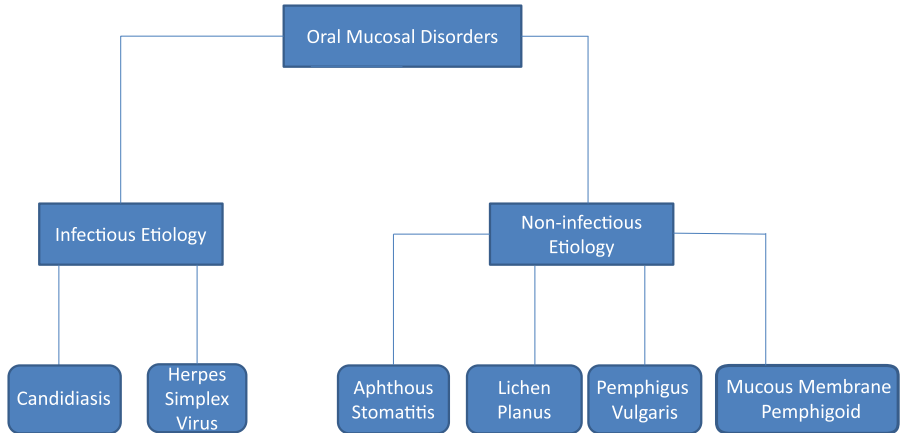 Oral Mucosal Disorders
Infectious Etiology
Non-infectious
Etiology
Candidiasis
Herpes
Simplex
Virus
Aphthous
Stomatitis
Lichen
Planus
Pemphigus
Vulgaris
Mucous Membrane
Pemphigoid